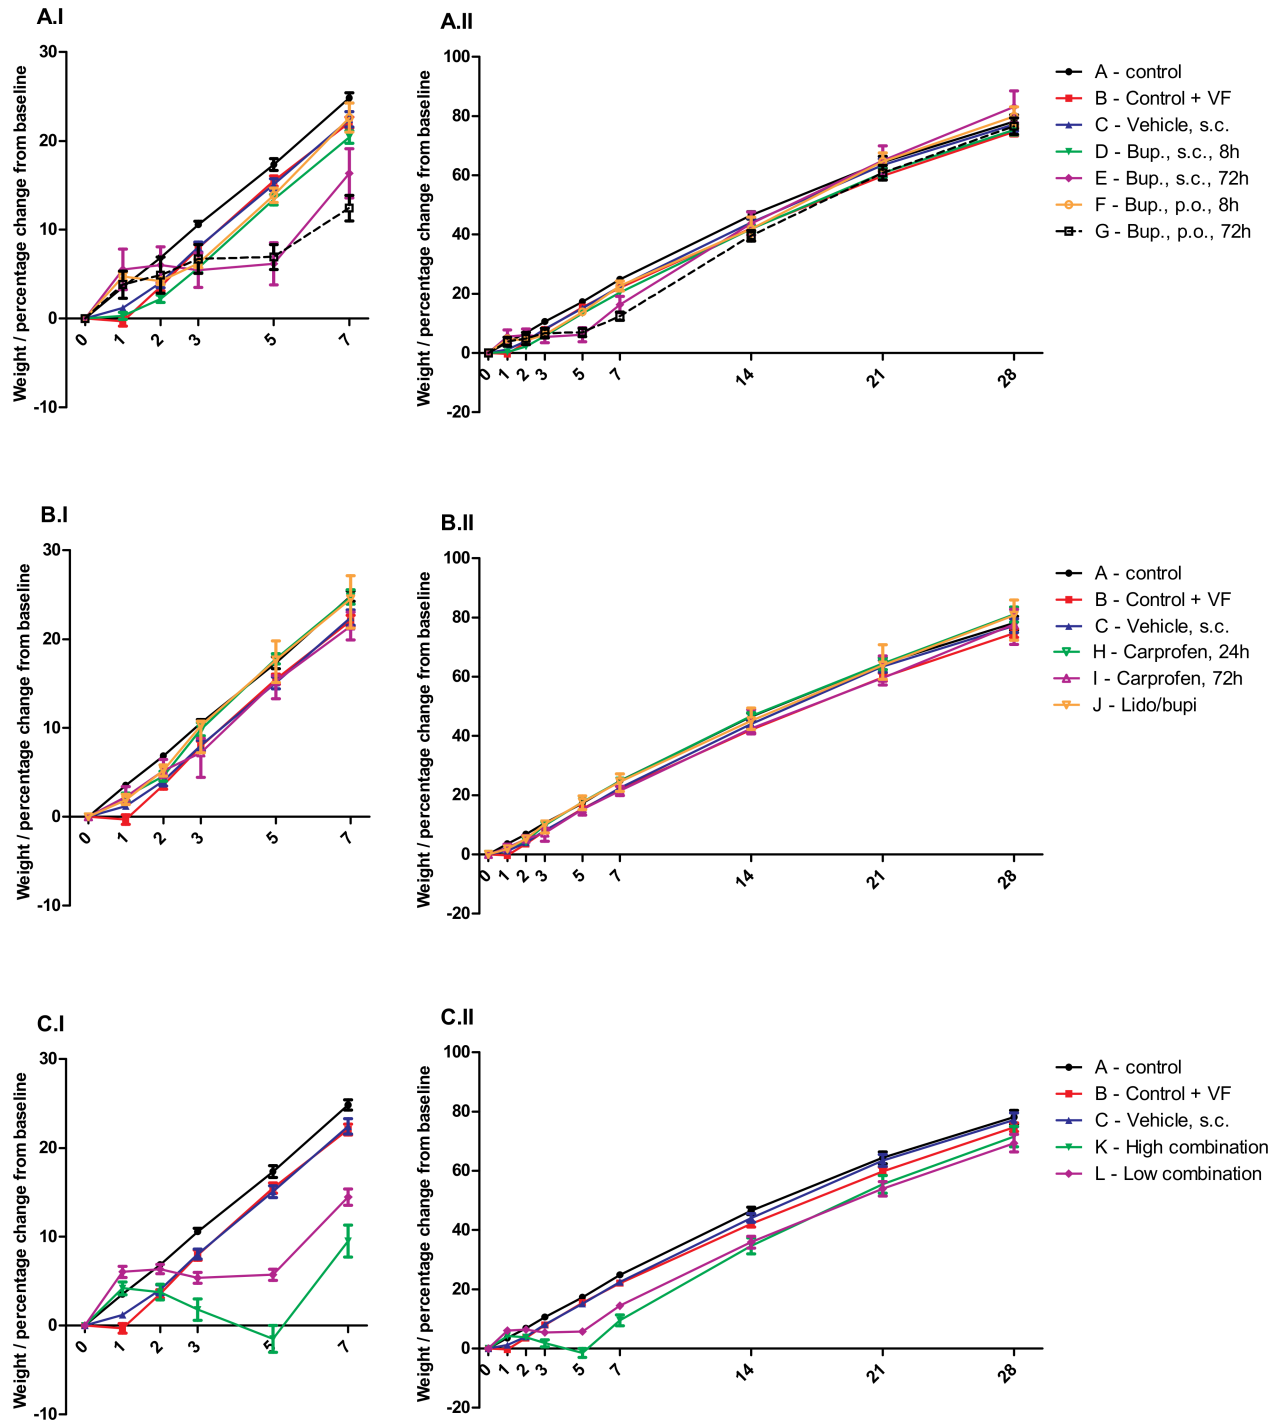 A.I
Weight / percentage change from baseline
30
20
10
0
-10
0 1 2 3 5 7
A.II
Weight / percentage change from baseline
100
80
60
40
20
0
-20
0 1 2 3 5 7 14 21 28
A - control
B - Control + VF
C - Vehicle, s.c.
D - Bup., s.c., 8h
E - Bup., s.c., 72h
F - Bup., p.o., 8h
G - Bup., p.o., 72h
B.I
Weight / percentage change from baseline
30
20
10
0
-10
0 1 2 3 5 7
B.II
Weight / percentage change from baseline
100
80
60
40
20
0
-20
0 1 2 3 5 7 14 21 28
A - control
B - Control + VF
C - Vehicle, s.c.
H - Carprofen, 24h
I - Carprofen, 72h
J - Lido/bupi
C.I
Weight / percentage change from baseline
30
20
10
0
-10
0 1 2 3 5 7
C.II
Weight / percentage change from baseline
100
80
60
40
20
0
-20
0 1 2 3 5 7 14 21 28
A - control
B - Control + VF
C - Vehicle, s.c.
K - High combination
L - Low combination